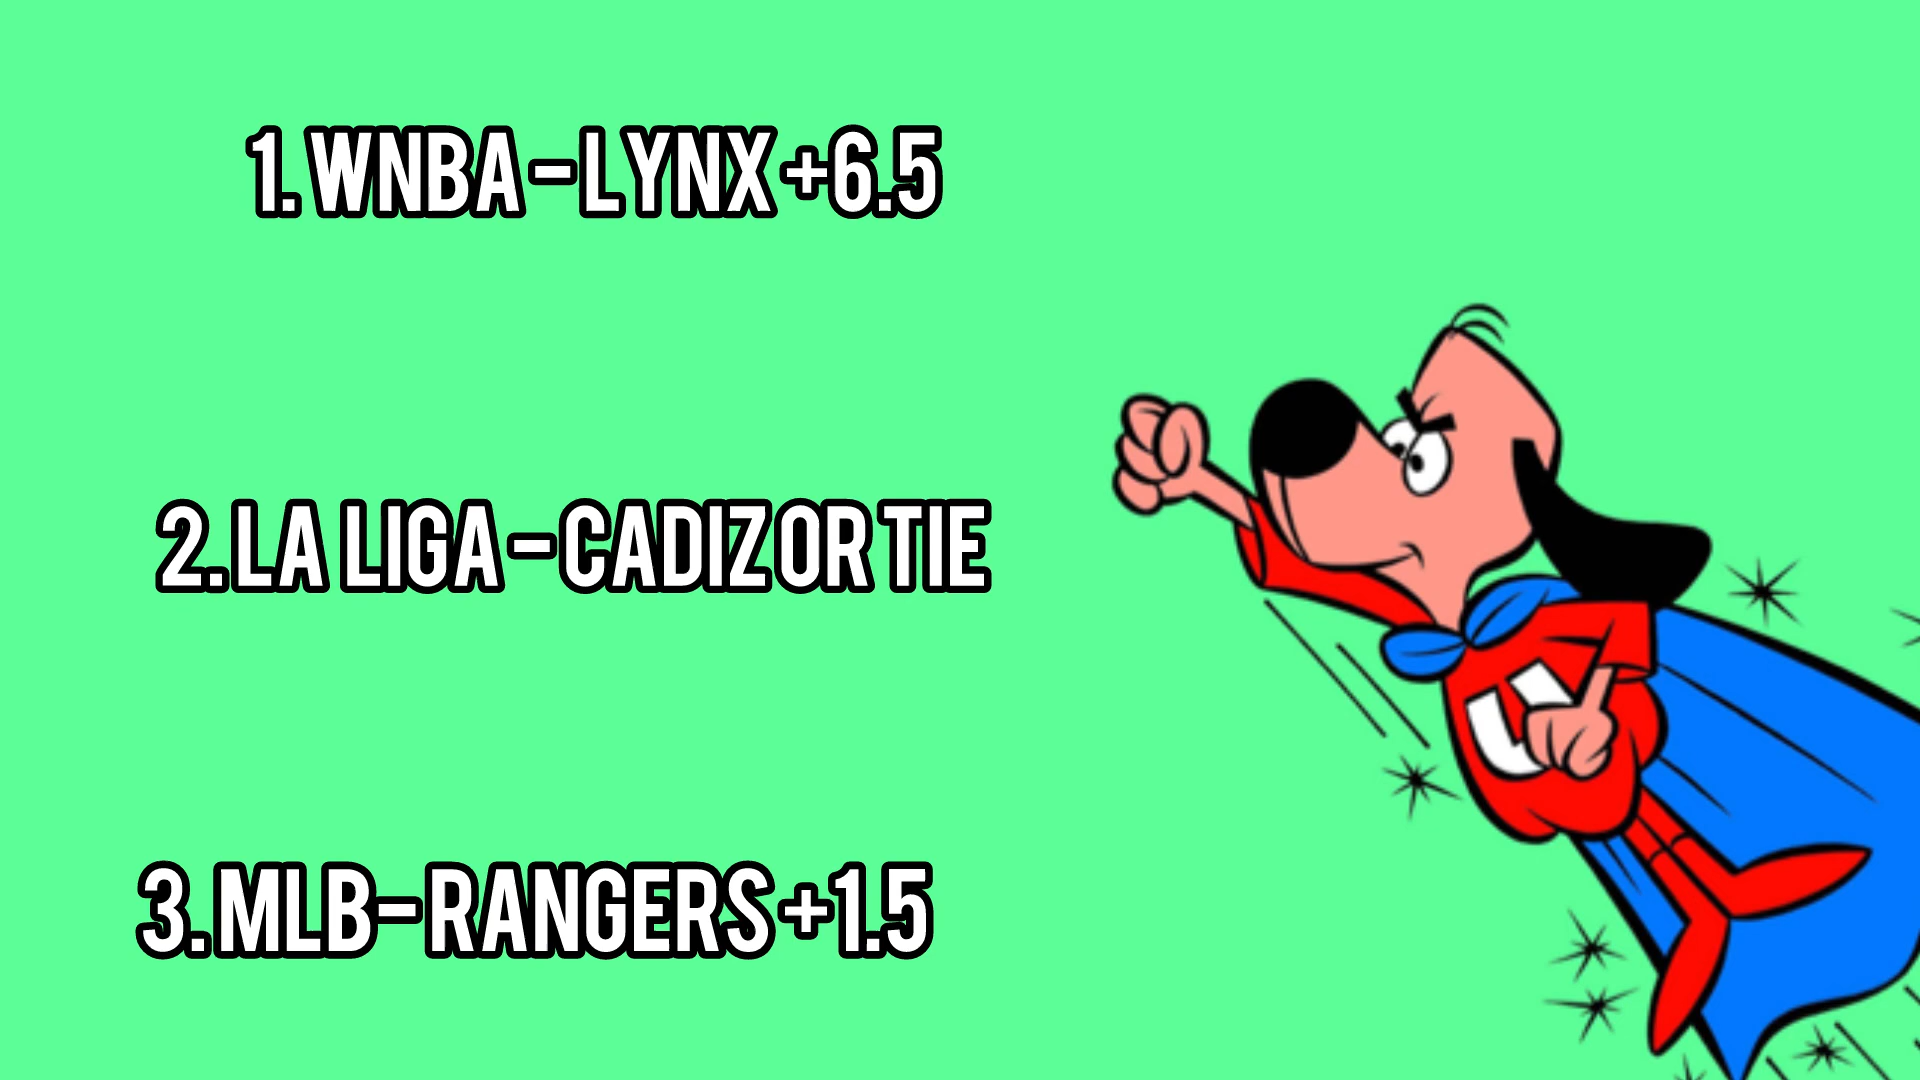 1. WNBA - LYNX +6.5
2. LA LIGA - CADIZ OR TIE
U
3. MLB- RANGERS +1.5